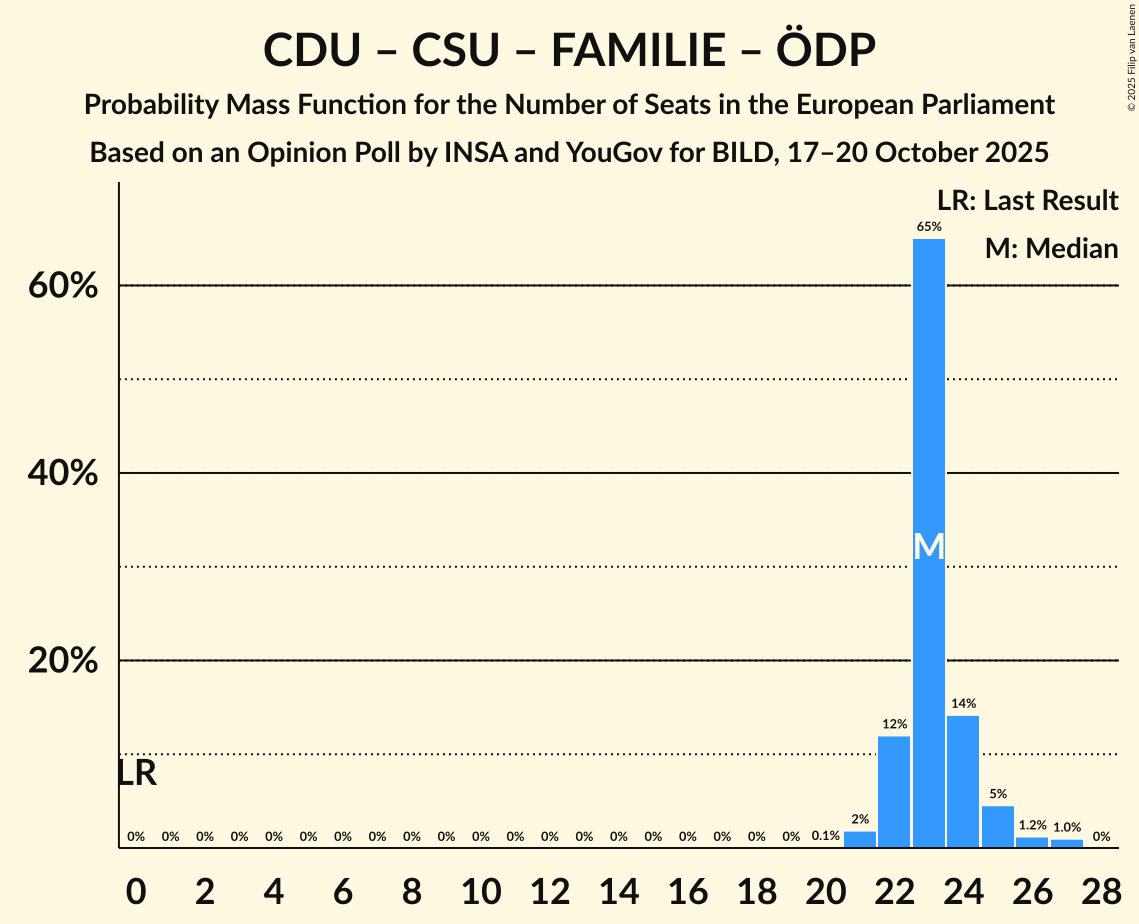 CDU – CSU – FAMILIE – ÖDP
Probability Mass Function for the Number of Seats in the European Parliament
Based on an Opinion Poll by INSA and YouGov for BILD, 17–20 October 2025
© 2025 Filip van Laenen
LR: Last Result
M: Median
65%
60%
40%
M
20%
14%
12%
LR
5%
2%
1.2%
1.0%
0% 0% 0% 0% 0% 0% 0% 0% 0% 0% 0% 0% 0% 0% 0% 0% 0% 0% 0% 0% 0.1% 0%
0 2 4 6 8 10 12 14 16 18 20 22 24 26 28